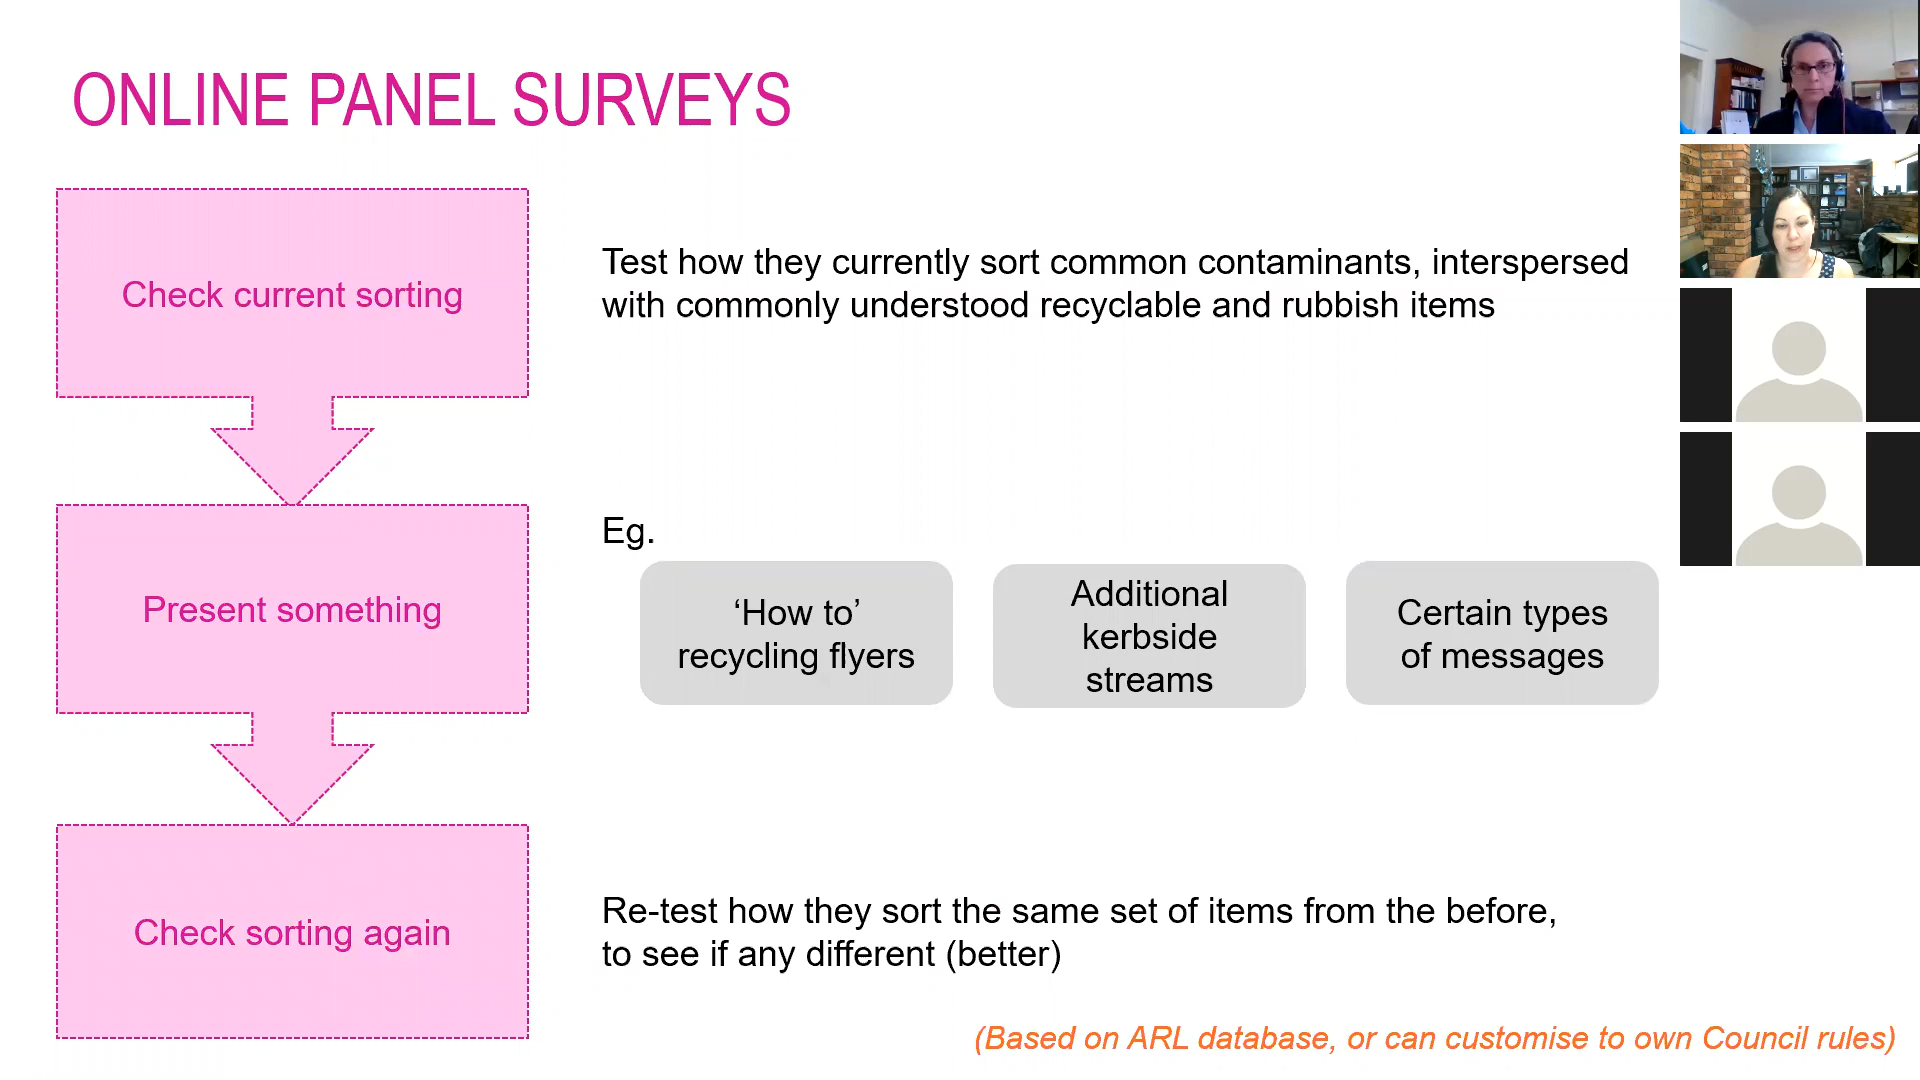 ONLINE PANEL SURVEYS
Check current sorting
Test how they currently sort common contaminants, interspersed
with commonly understood recyclable and rubbish items
Present something
Eg.
‘How to’
recycling flyers
Additional
kerbside
streams
Certain types
of messages
Check sorting again
Re-test how they sort the same set of items from the before,
to see if any different (better)
(Based on ARL database, or can customise to own Council rules)